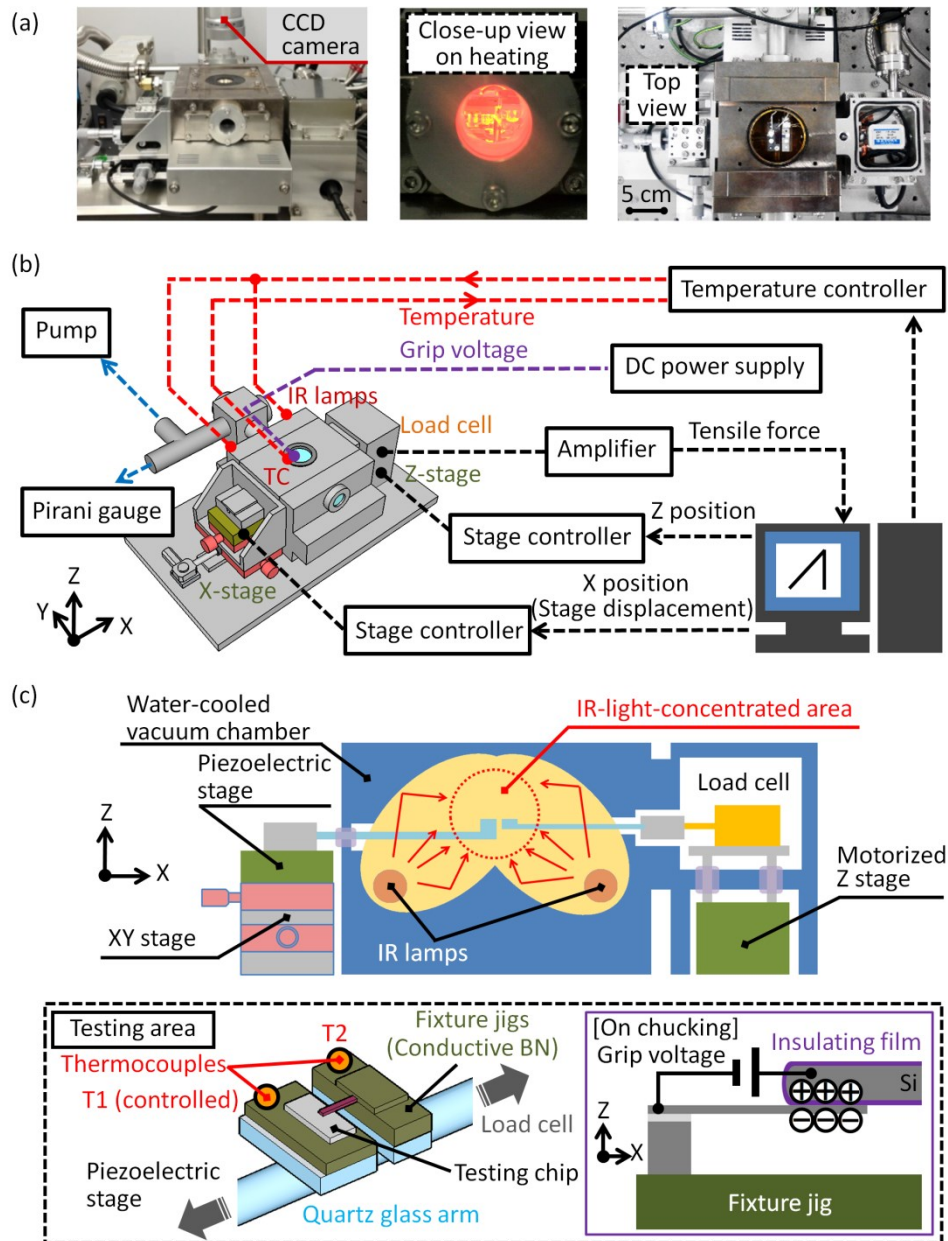 (a)
CCD
camera
Close-up view
on heating
Top
view
5 cm
(b)
Temperature controller
Temperature
Pump
Grip voltage
DC power supply
IR lamps
Load cell
Amplifier
Tensile force
TC
Z-stage
Pirani gauge
Z position
Stage controller
X-stage
X position
(Stage displacement)
Stage controller
Z
Y
X
(c)
Water-cooled
vacuum chamber
IR-light-concentrated area
Piezoelectric
stage
Load cell
Z
X
Motorized
Z stage
XY stage
IR lamps
Testing area
T2
Fixture jigs
(Conductive BN)
Thermocouples
T1 (controlled)
Load cell
Testing chip
Piezoelectric
stage
Quartz glass arm
[On chucking]
Grip voltage
Insulating film
Si
+ + +
− − −
Z
X
Fixture jig